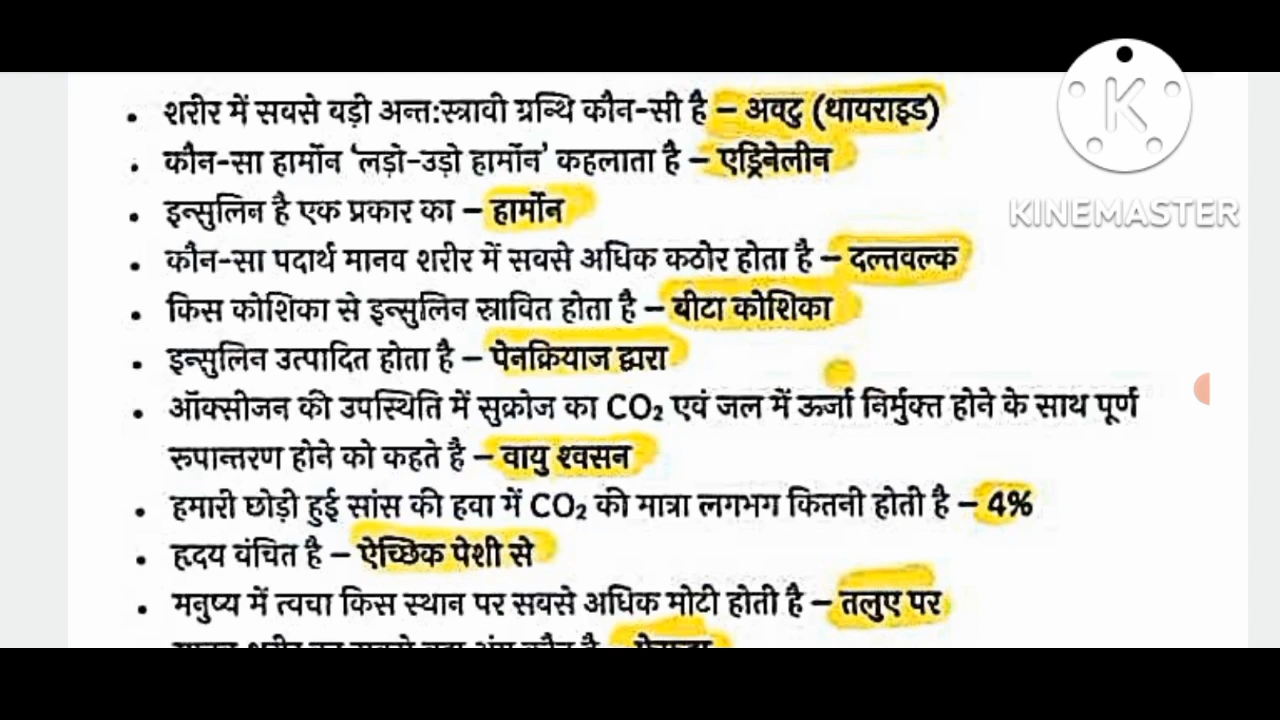 • शरीर में सबसे बड़ी अन्त:स्त्रावी ग्रन्थि कौन-सी है – अवटु (थायराइड)
• कौन-सा हार्मोन 'लड़ो-उड़ो हार्मोन' कहलाता है – एड्रिनेलीन
• इन्सुलिन है एक प्रकार का – हार्मोन
• कौन-सा पदार्थ मानव शरीर में सबसे अधिक कठोर होता है – दल्तवल्क
• किस कोशिका से इन्सुलिन स्रावित होता है – बीटा कोशिका
• इन्सुलिन उत्पादित होता है – पेनक्रियाज द्वारा
• ऑक्सीजन की उपस्थिति में सुक्रोज का CO₂ एवं जल में ऊर्जा निर्मुक्त होने के साथ पूर्ण
रुपान्तरण होने को कहते है – वायु श्वसन
• हमारी छोड़ी हुई सांस की हवा में CO₂ की मात्रा लगभग कितनी होती है – 4%
• हृदय वंचित है – ऐच्छिक पेशी से
• मनुष्य में त्वचा किस स्थान पर सबसे अधिक मोटी होती है – तलुए पर
K
KINEMASTER